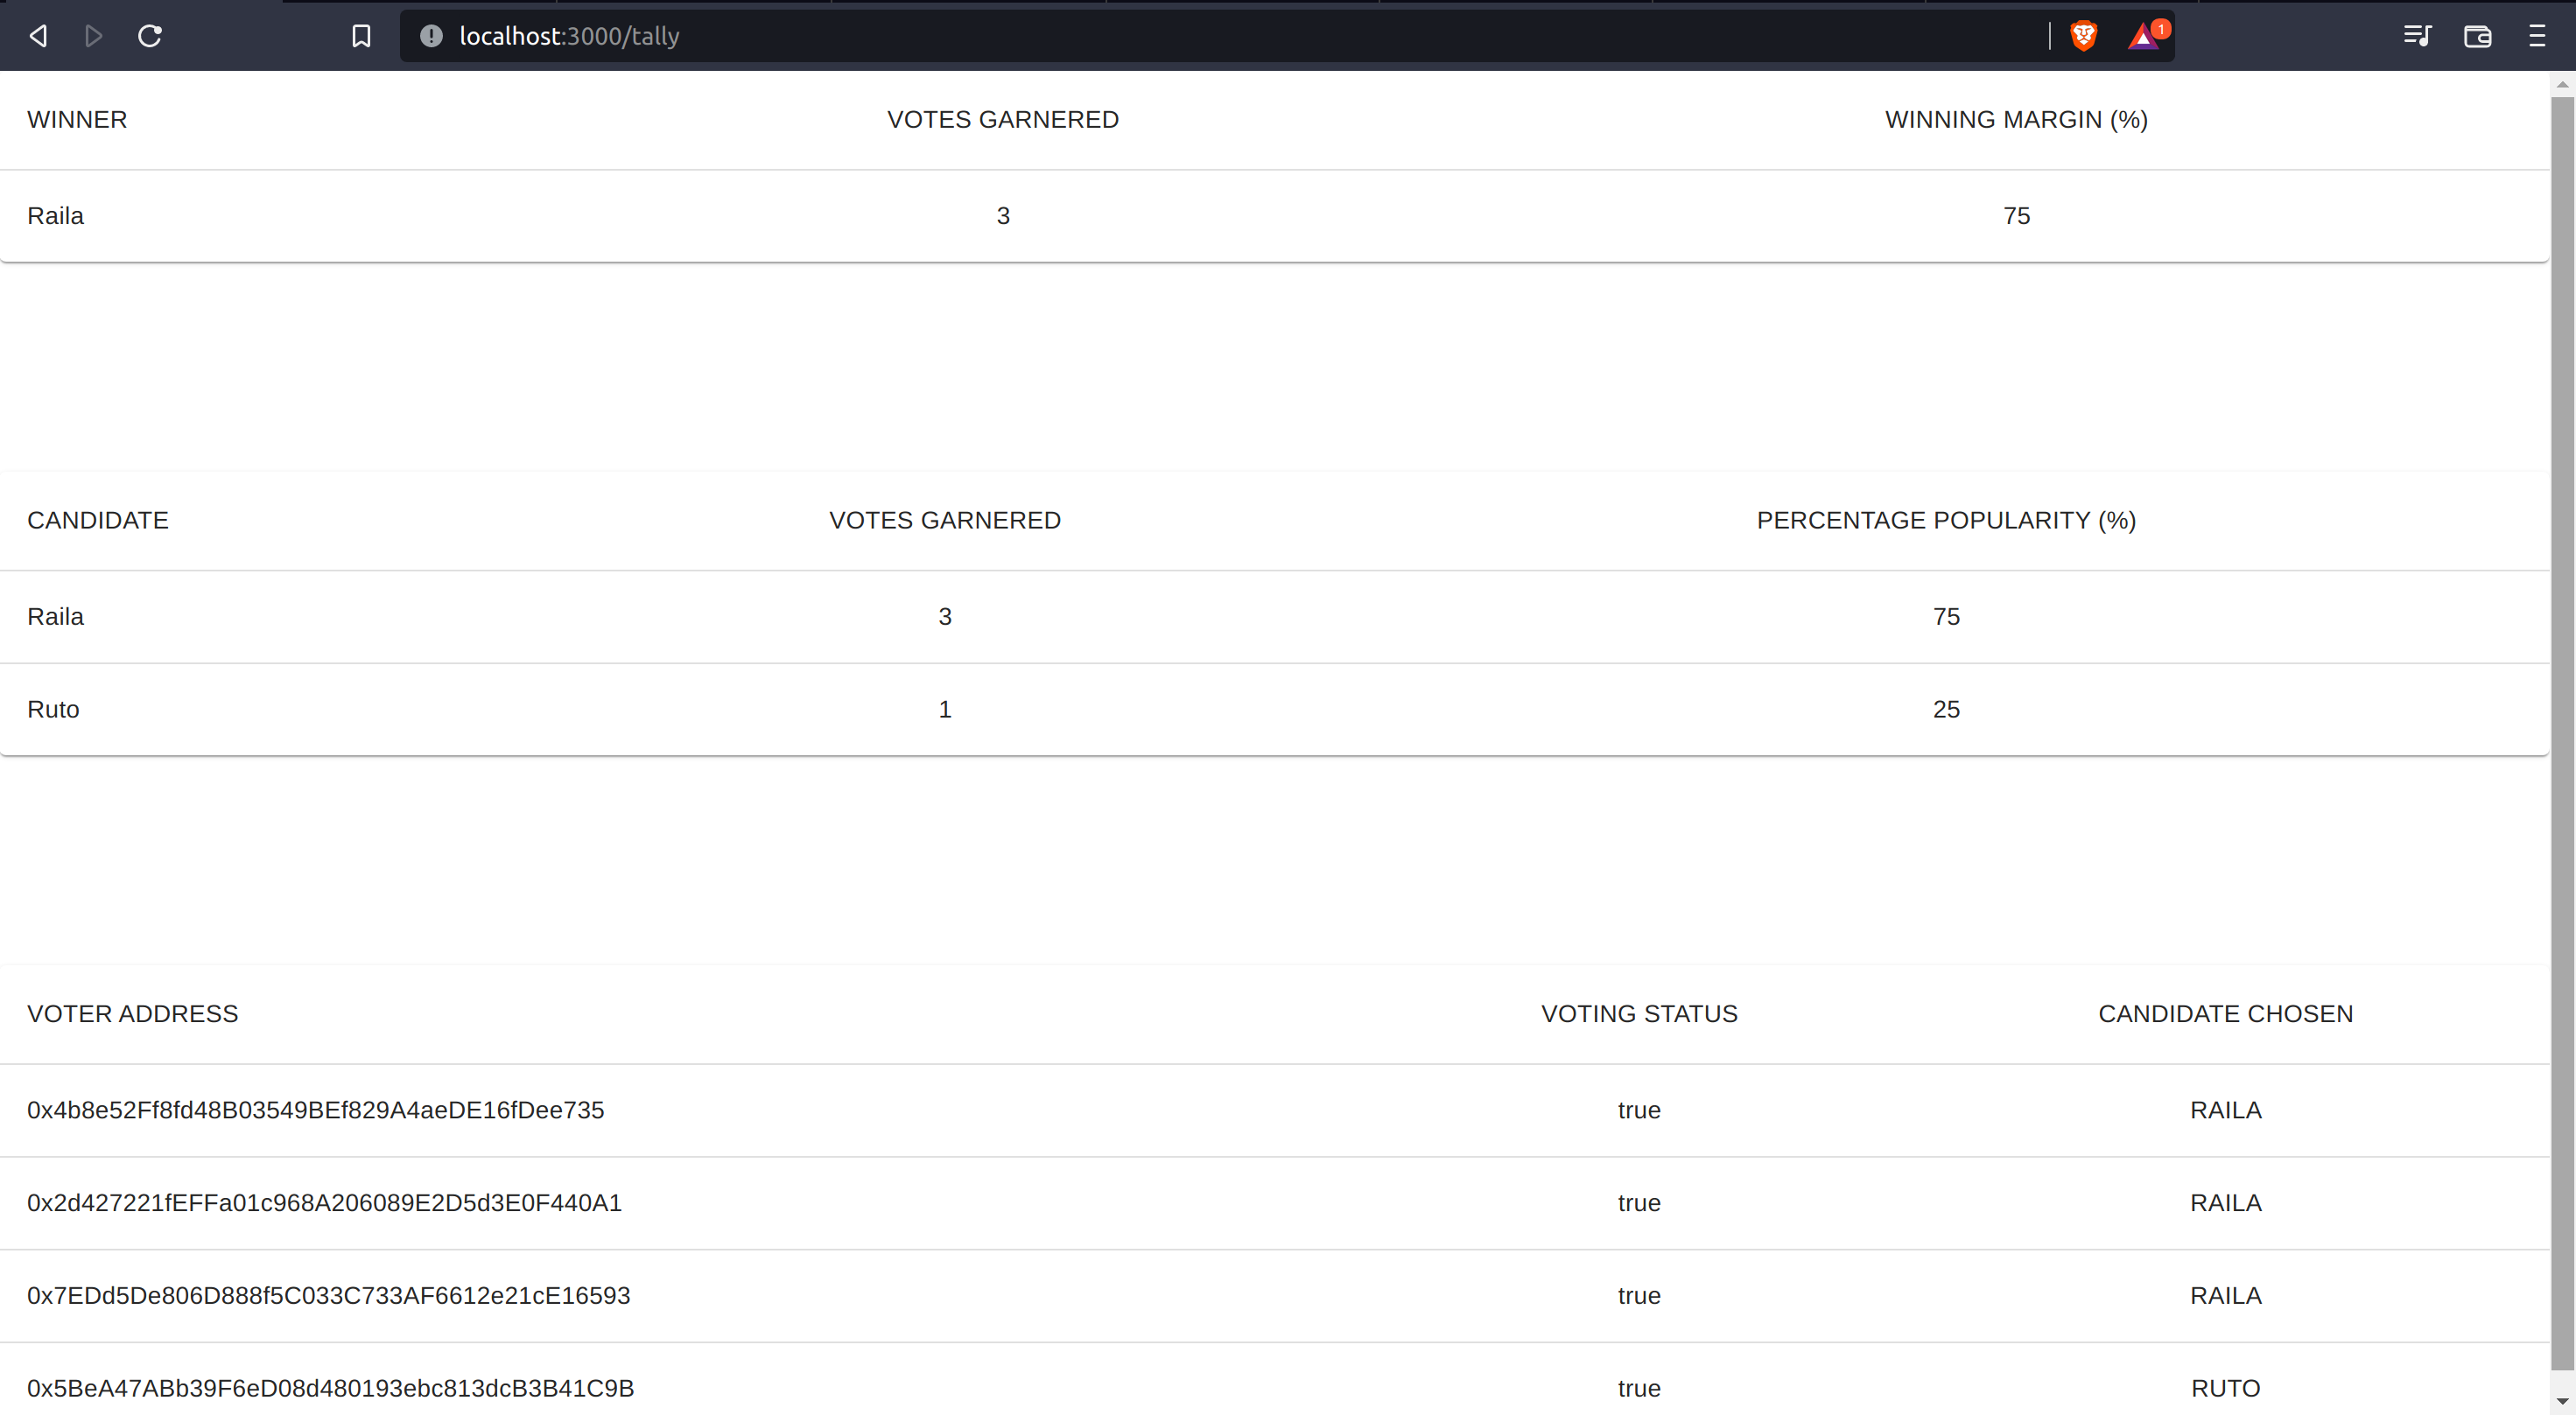 localhost:3000/tally
1
WINNER VOTES GARNERED WINNING MARGIN (%)
Raila 3 75
CANDIDATE VOTES GARNERED PERCENTAGE POPULARITY (%)
Raila 3 75
Ruto 1 25
VOTER ADDRESS VOTING STATUS CANDIDATE CHOSEN
0x4b8e52Ff8fd48B03549BEf829A4aeDE16fDee735 true RAILA
0x2d427221fEFFa01c968A206089E2D5d3E0F440A1 true RAILA
0x7EDd5De806D888f5C033C733AF6612e21cE16593 true RAILA
0x5BeA47ABb39F6eD08d480193ebc813dcB3B41C9B true RUTO